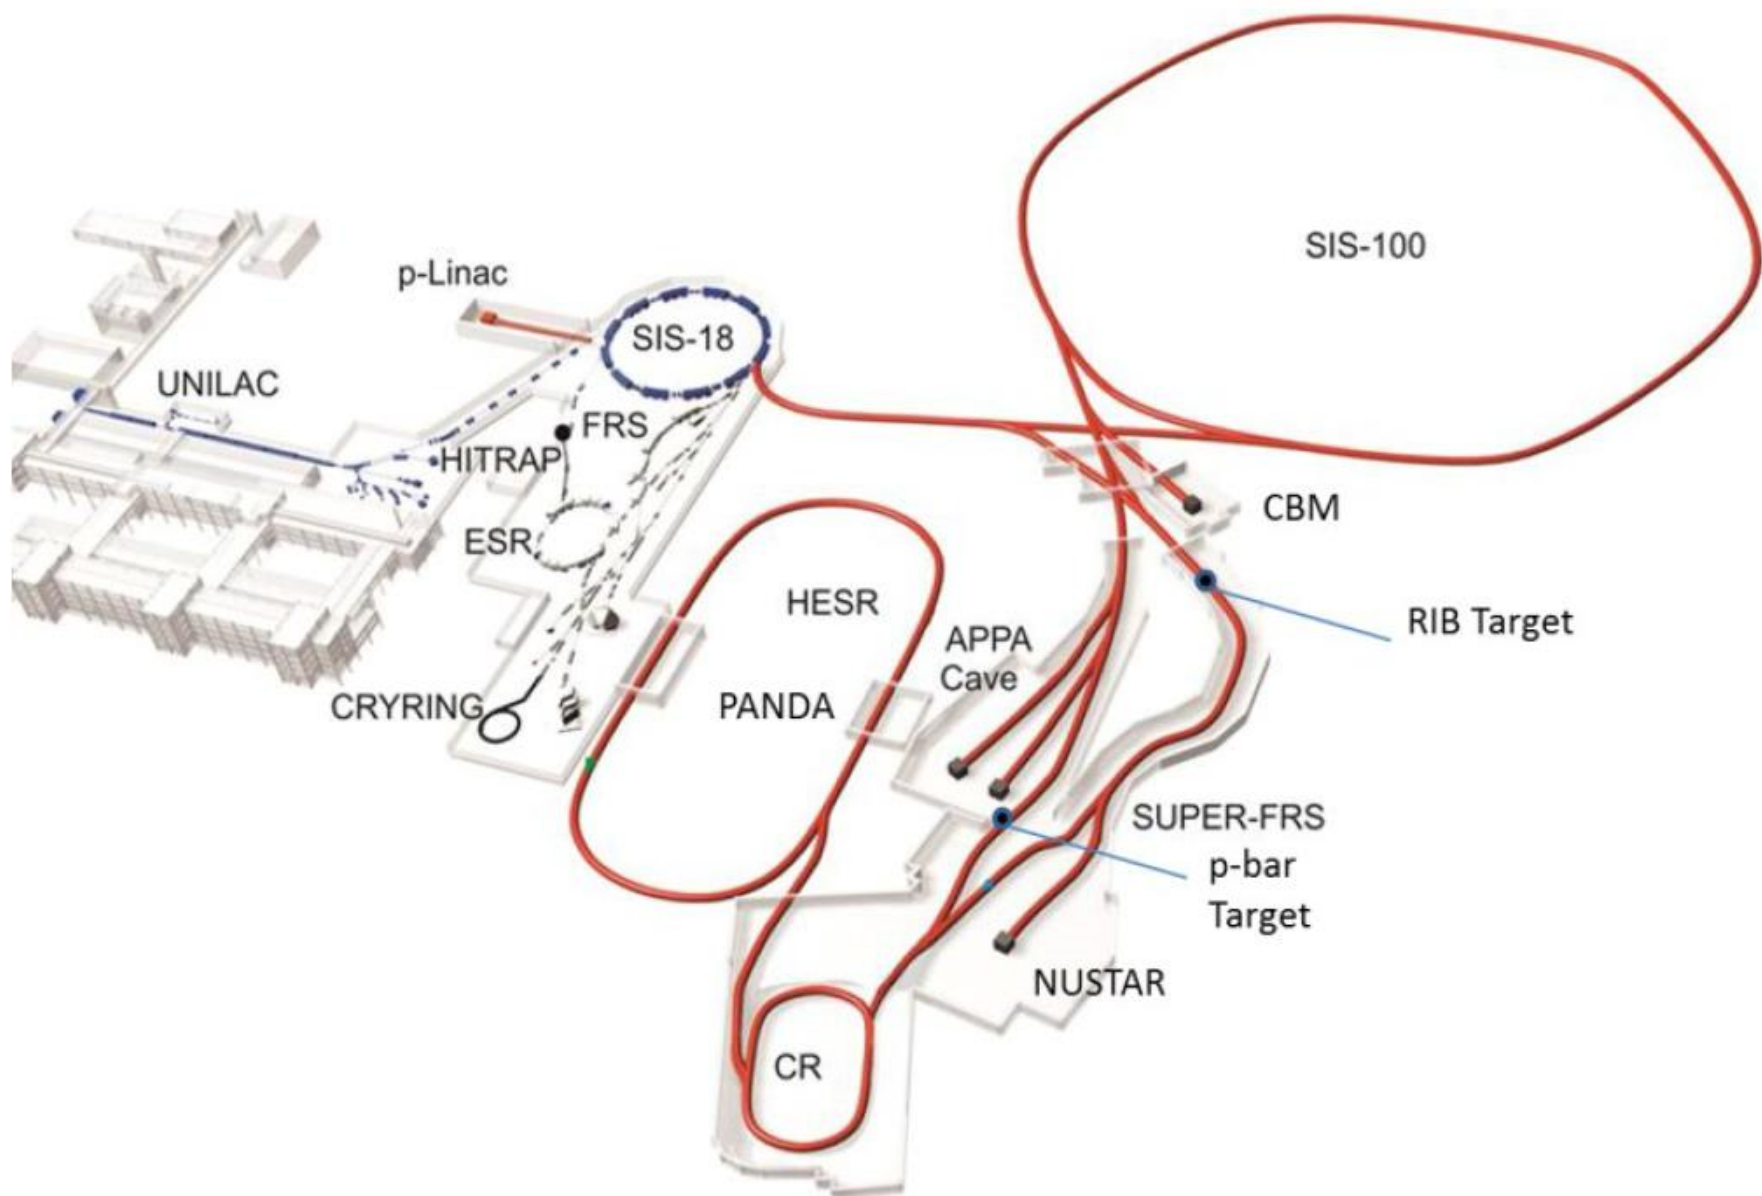 SIS-100
p-Linac
SIS-18
UNILAC
FRS
HITRAP
CBM
ESR
HESR
RIB Target
APPA
Cave
CRYRING
PANDA
SUPER-FRS
p-bar
Target
NUSTAR
CR